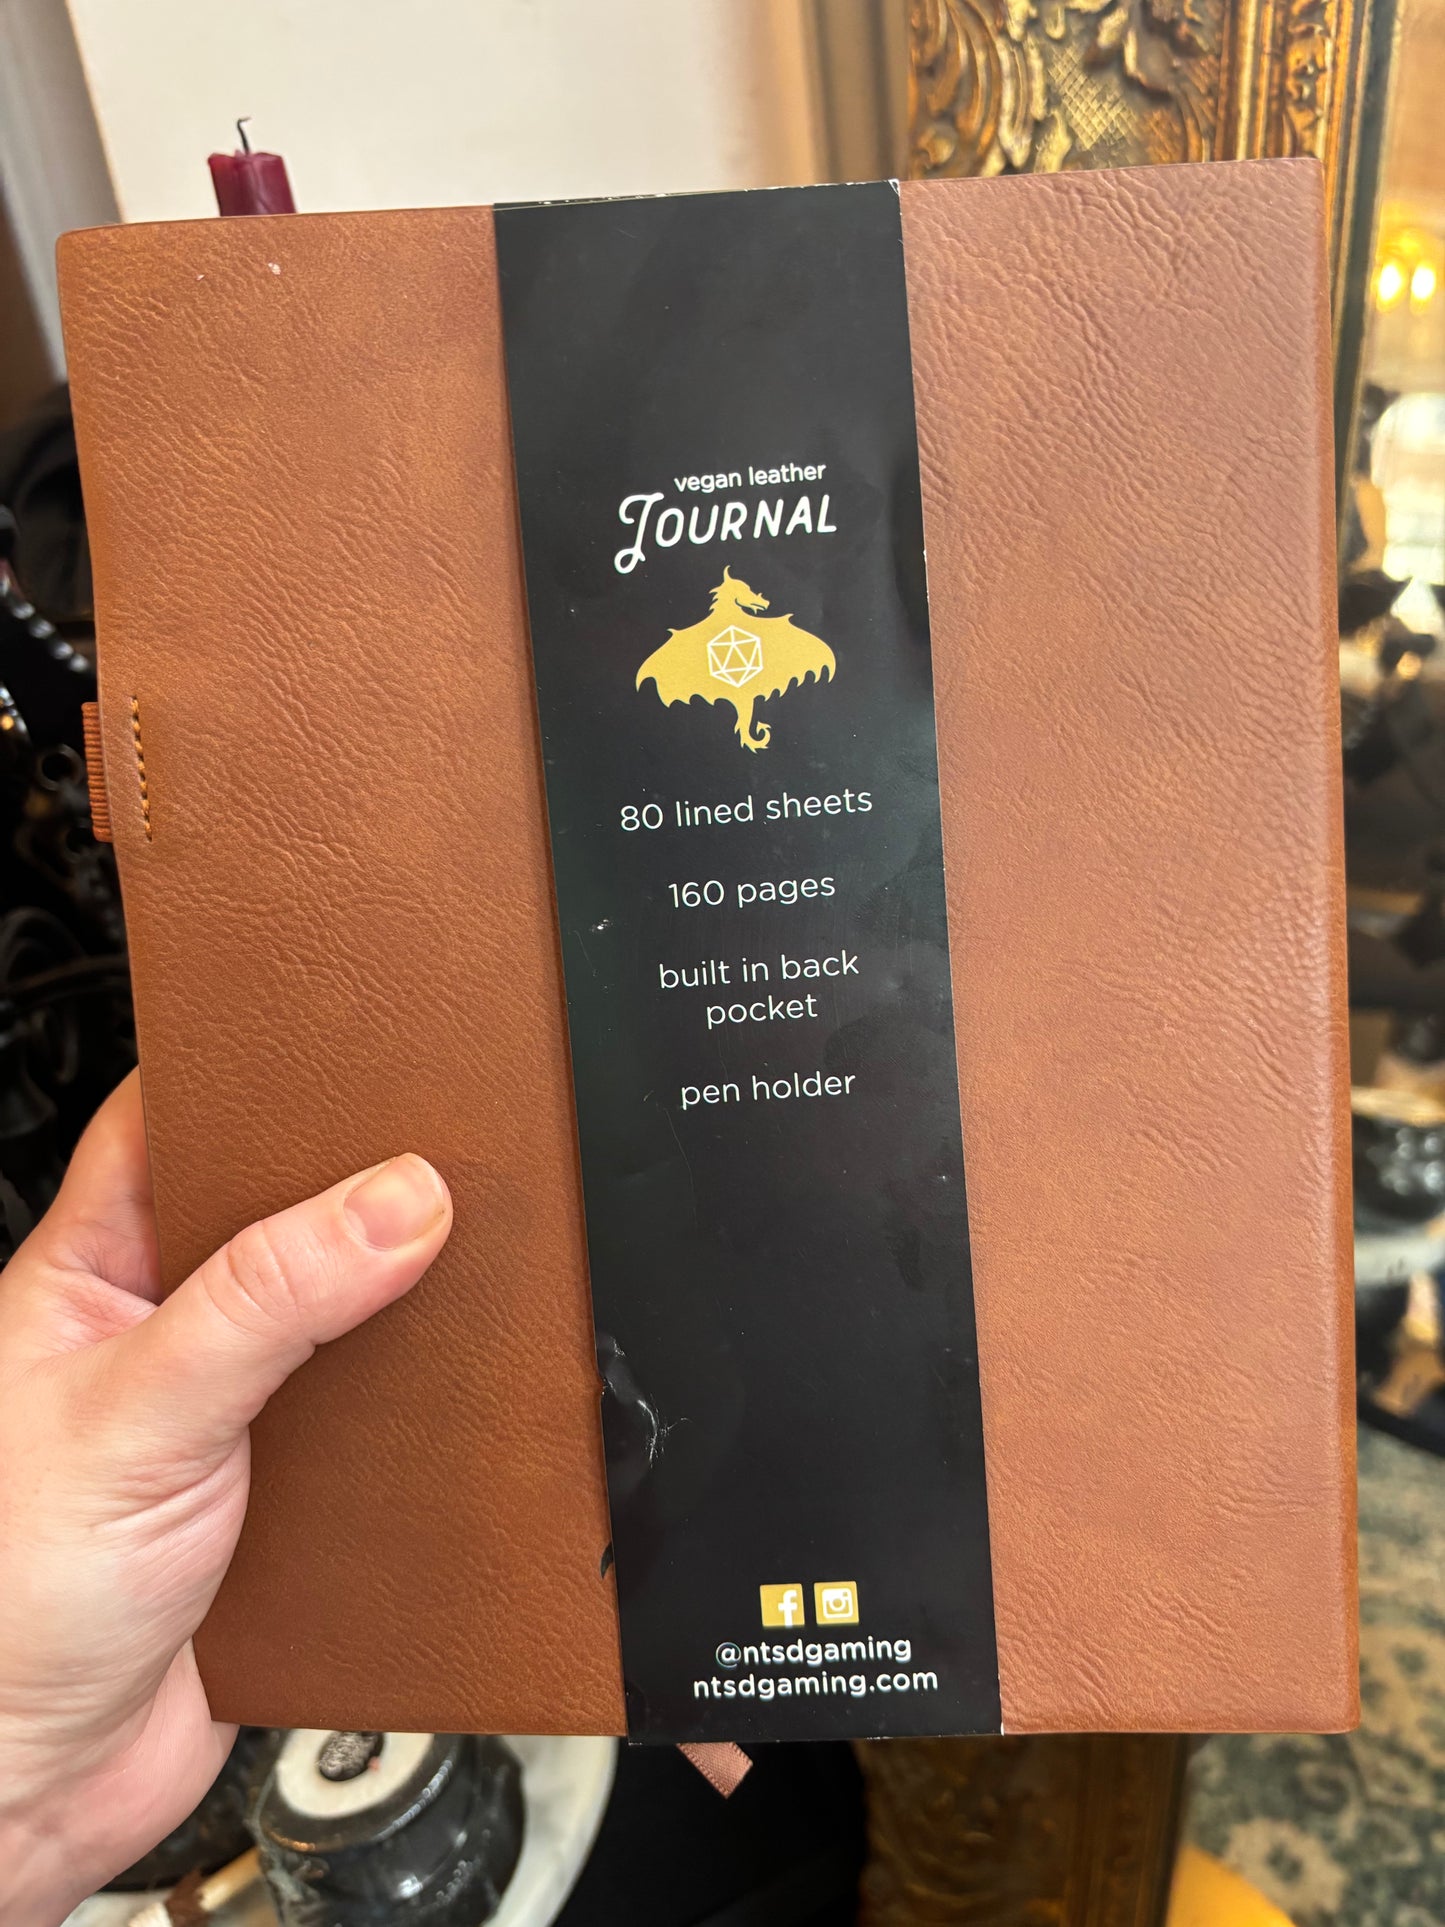 vegan leather
JOURNAL
80 lined sheets
160 pages
built in back
pocket
pen holder
@ntsdgaming
ntsdgaming.com